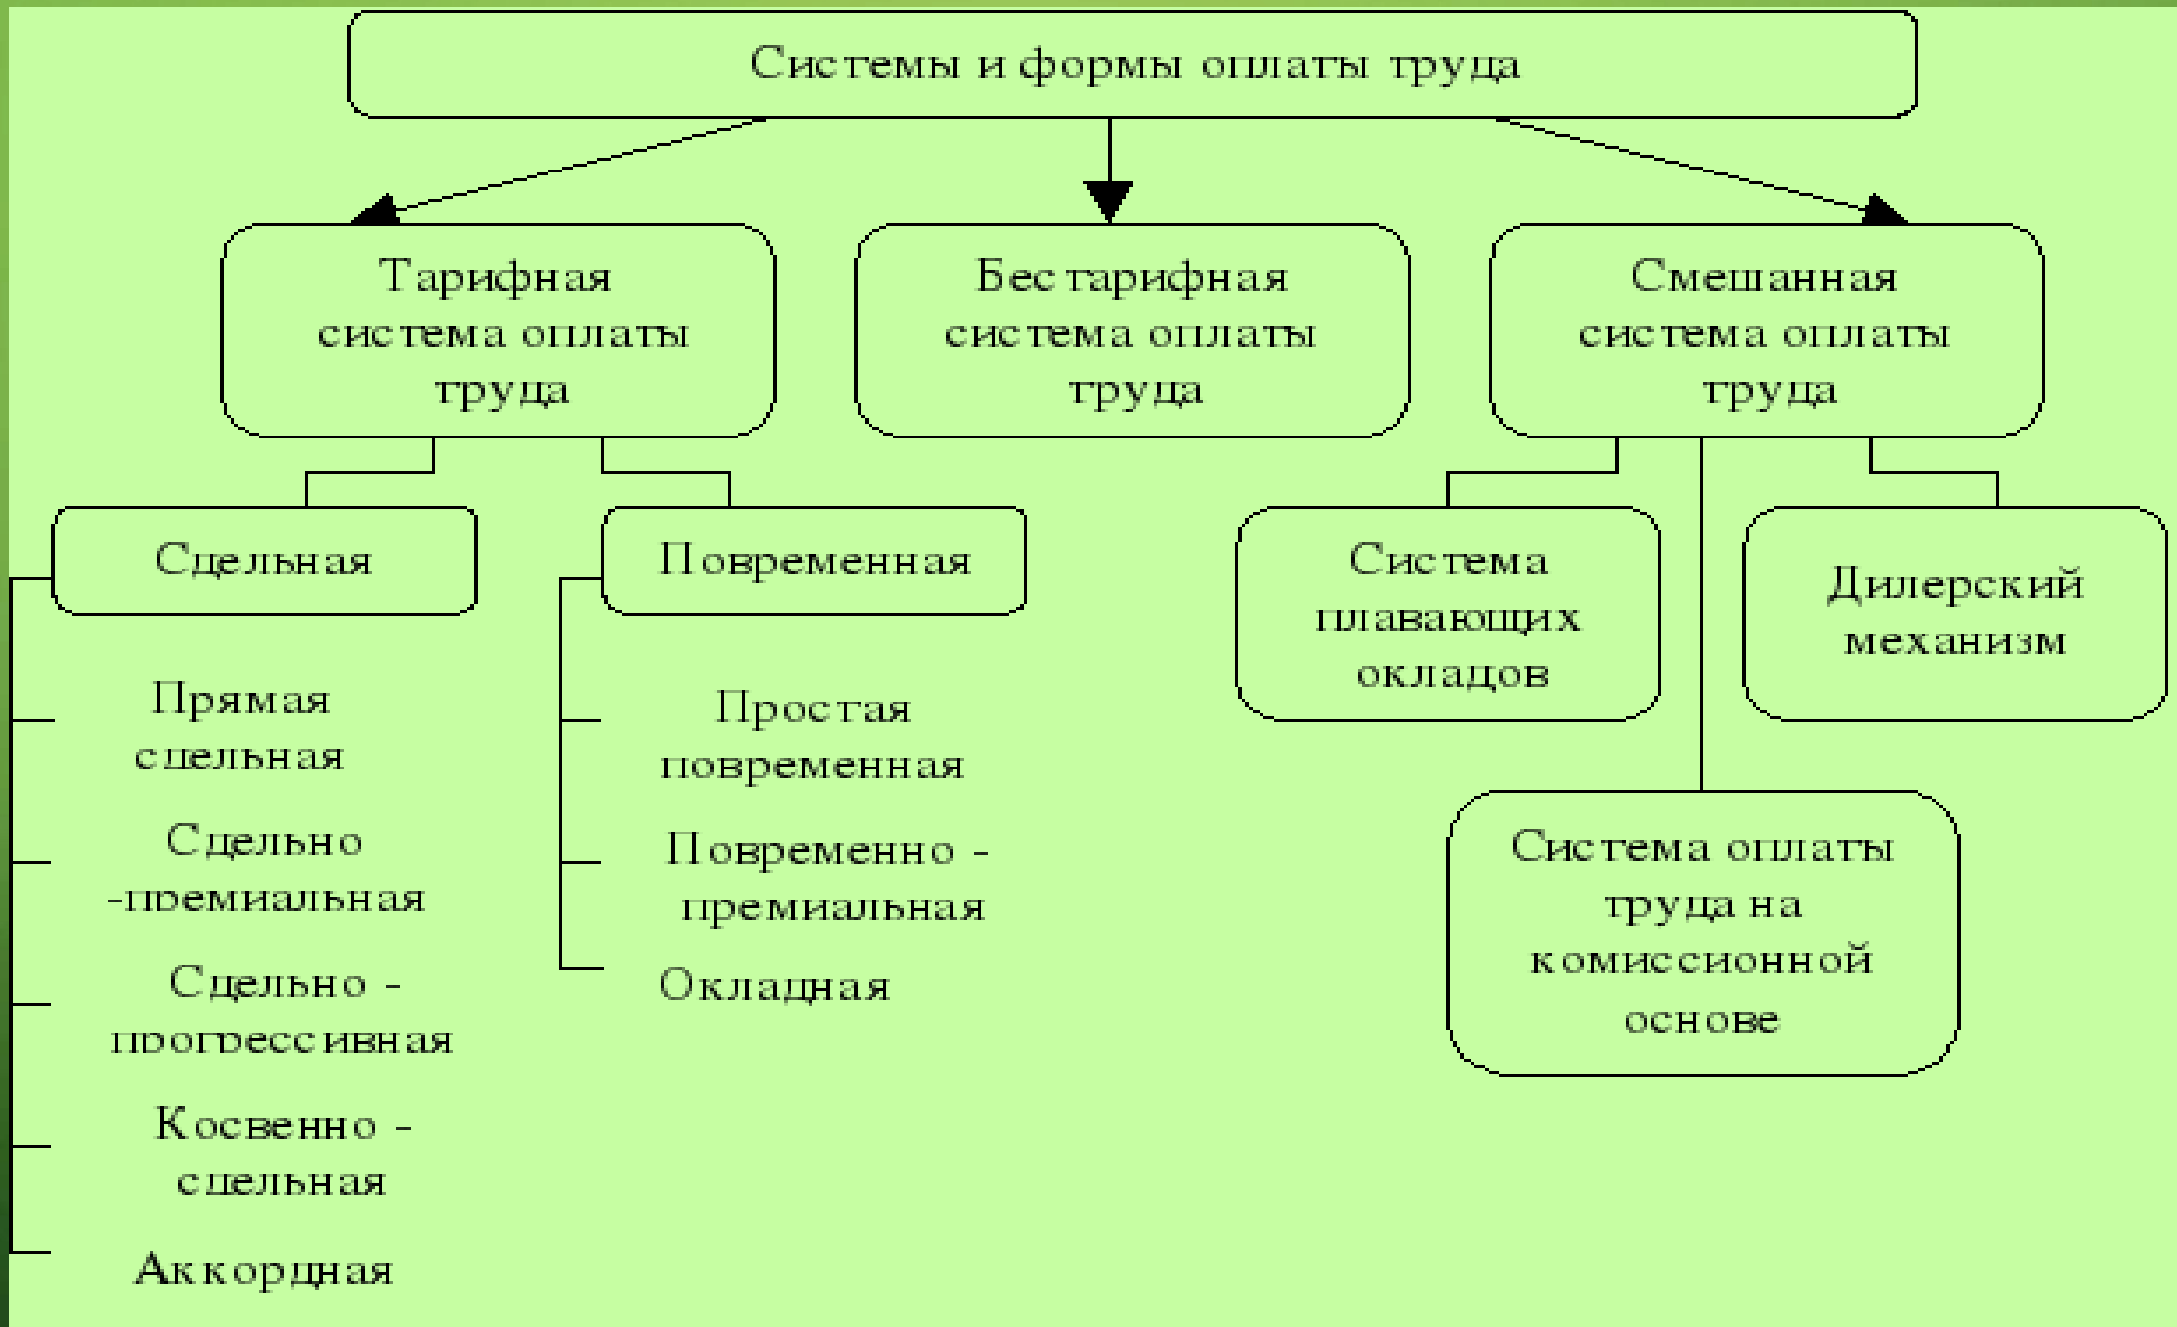 Системы и формы оплаты труда
Тарифная
система оплаты
труда
Бестарифная
система оплаты
труда
Смешанная
система оплаты
труда
Сдельная
Повременная
Система
плавающих
окладов
Дилерский
механизм
Прямая
сдельная
Сдельно
-премиальная
Сдельно -
прогрессивная
Косвенно -
сдельная
Аккордная
Простая
повременная
Повременно -
премиальная
Окладная
Система оплаты
труда на
комиссионной
основе